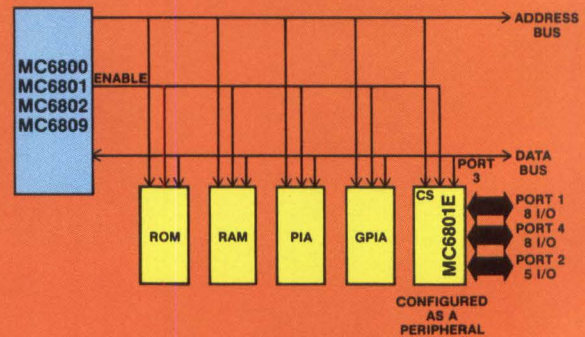 MC6800
MC6801
MC6802
MC6809
ENABLE
ADDRESS
BUS
DATA
BUS
PORT
3
ROM
RAM
PIA
GPIA
CS
MC6801E
PORT 1
8 I/O
PORT 4
8 I/O
PORT 2
5 I/O
CONFIGURED
AS A
PERIPHERAL